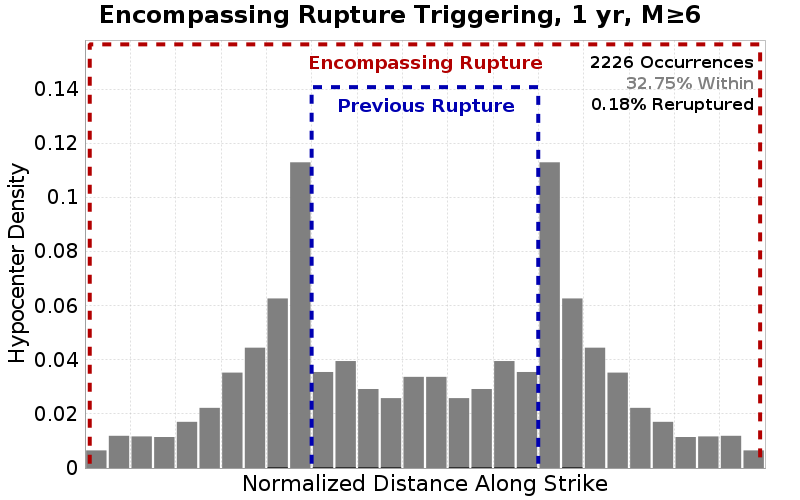 Encompassing Rupture Triggering, 1 yr, M≥6
Encompassing Rupture
2226 Occurrences
32.75% Within
0.18% Reruptured
Previous Rupture
Hypocenter Density
0.14
0.12
0.1
0.08
0.06
0.04
0.02
0
Normalized Distance Along Strike